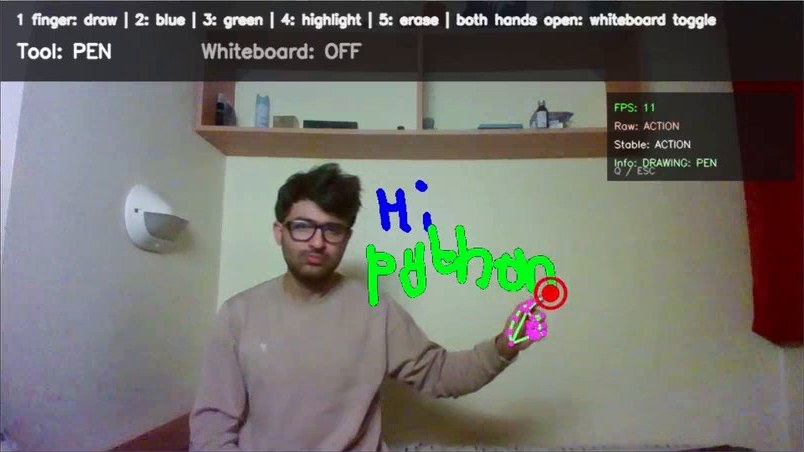 1 finger: draw | 2: blue | 3: green | 4: highlight | 5: erase | both hands open: whiteboard toggle
Tool: PEN Whiteboard: OFF
FPS: 11
Raw: ACTION
Stable: ACTION
Info: DRAWING: PEN
Q / ESC
Hi
python